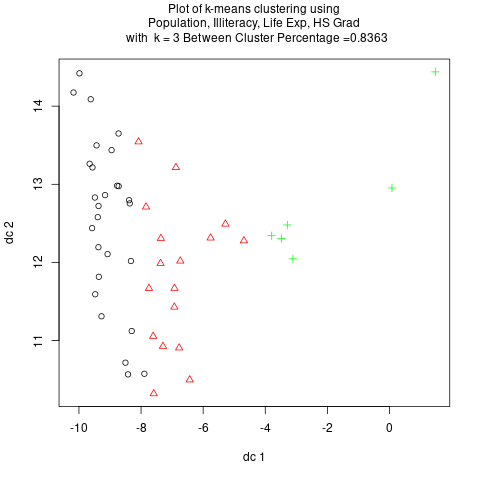 Plot of k-means clustering using
Population, Illiteracy, Life Exp, HS Grad
with k = 3 Between Cluster Percentage =0.8363
14
13
12
11
dc 2
-10 -8 -6 -4 -2 0
dc 1